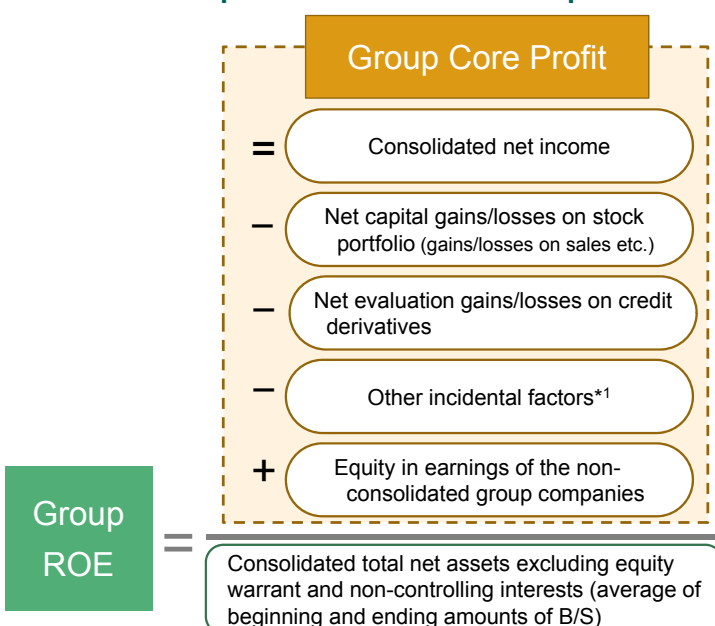 Group Core Profit
= Consolidated net income
− Net capital gains/losses on stock
portfolio (gains/losses on sales etc.)
− Net evaluation gains/losses on credit
derivatives
− Other incidental factors*1
+ Equity in earnings of the non-
consolidated group companies
Group
ROE
=
Consolidated total net assets excluding equity
warrant and non-controlling interests (average of
beginning and ending amounts of B/S)